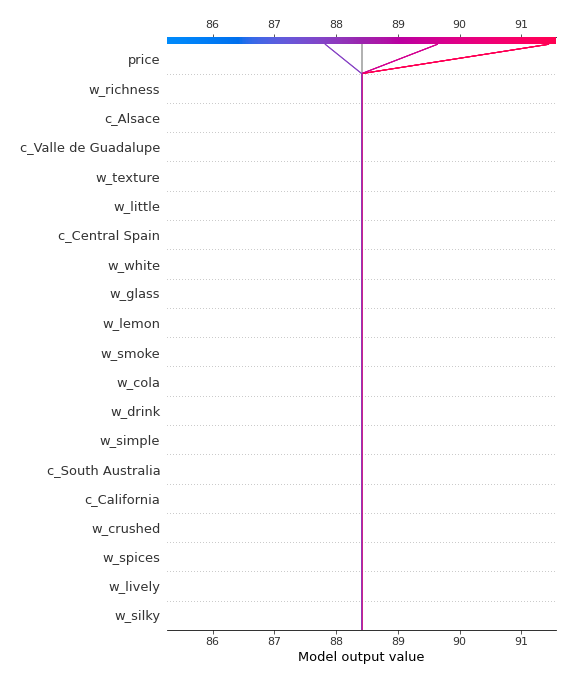 86 87 88 89 90 91
price
w_richness
c_Alsace
c_Valle de Guadalupe
w_texture
w_little
c_Central Spain
w_white
w_glass
w_lemon
w_smoke
w_cola
w_drink
w_simple
c_South Australia
c_California
w_crushed
w_spices
w_lively
w_silky
86 87 88 89 90 91
Model output value